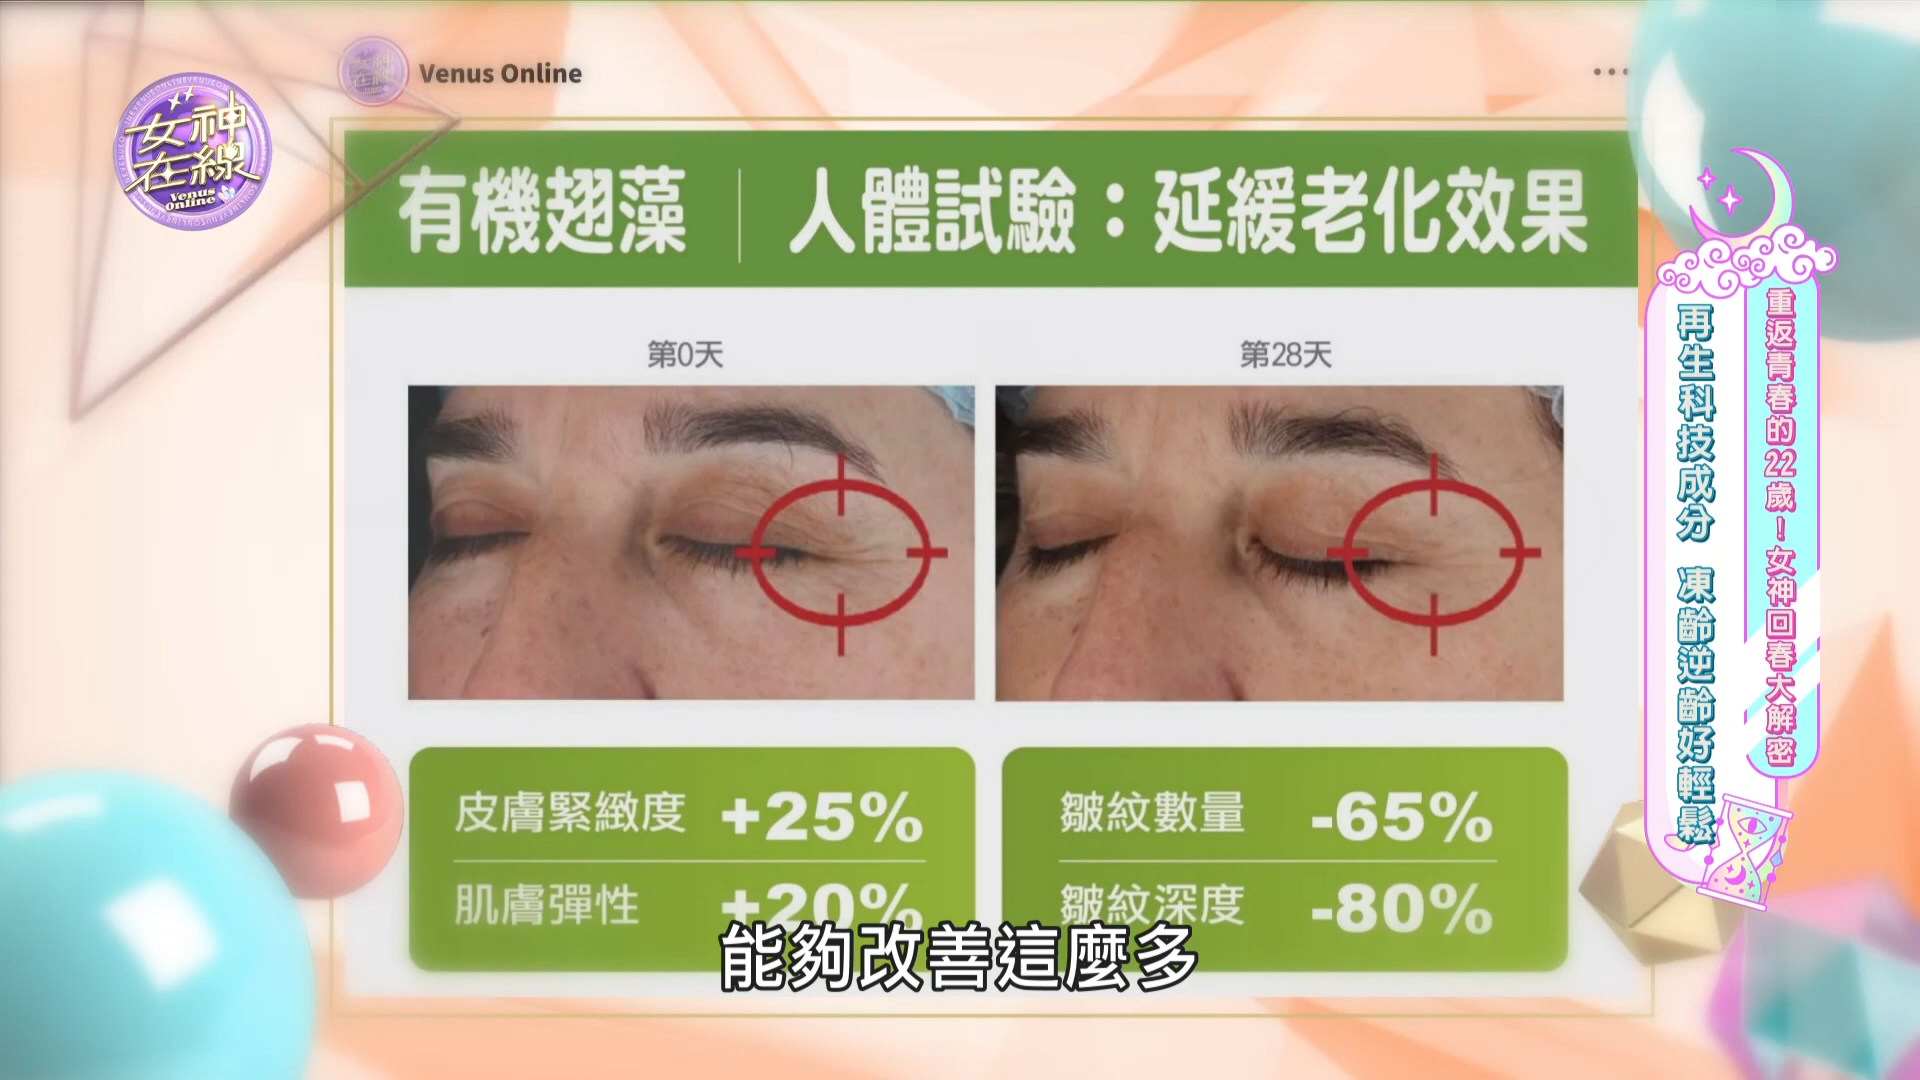 Venus Online
女神
在線
Venus
Online
有機翅藻 | 人體試驗：延緩老化效果
第0天
第28天
皮膚緊緻度 +25%
肌膚彈性 +20%
皺紋數量 -65%
皺紋深度 -80%
能夠改善這麼多
重返青春的22歲！女神回春大解密
再生科技成分 凍齡逆齡好輕鬆